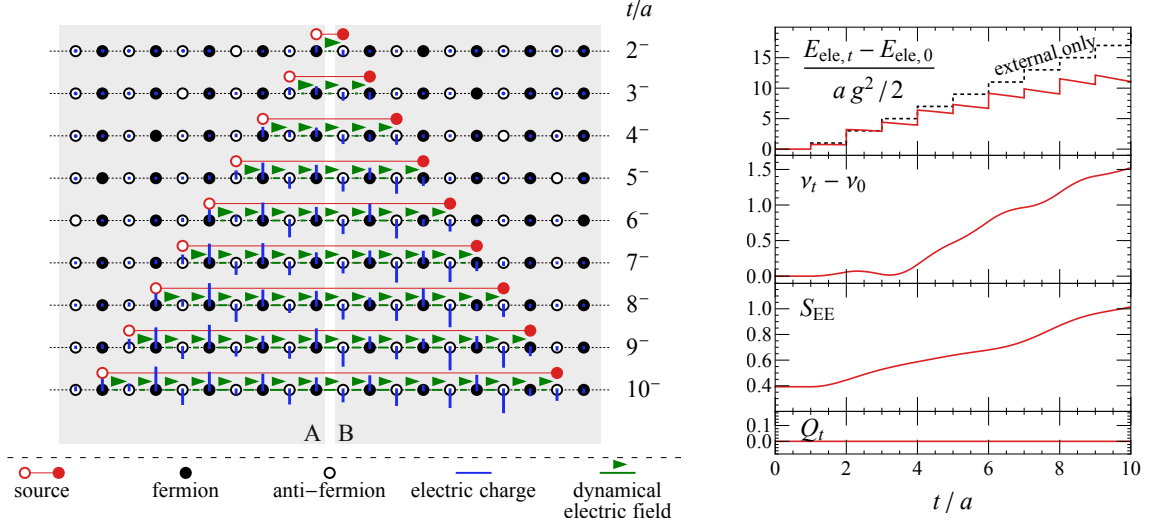 t/a
2⁻
3⁻
4⁻
5⁻
6⁻
7⁻
8⁻
9⁻
10⁻
A B
source
fermion
anti−fermion
electric charge
dynamical
electric field
E_ele, t − E_ele, 0
a g² / 2
external only
15
10
5
0
ν_t − ν_0
1.5
1.0
0.5
0.0
S_EE
1.0
0.8
0.6
0.4
Q_t
0.1
0.0
0 2 4 6 8 10
t / a